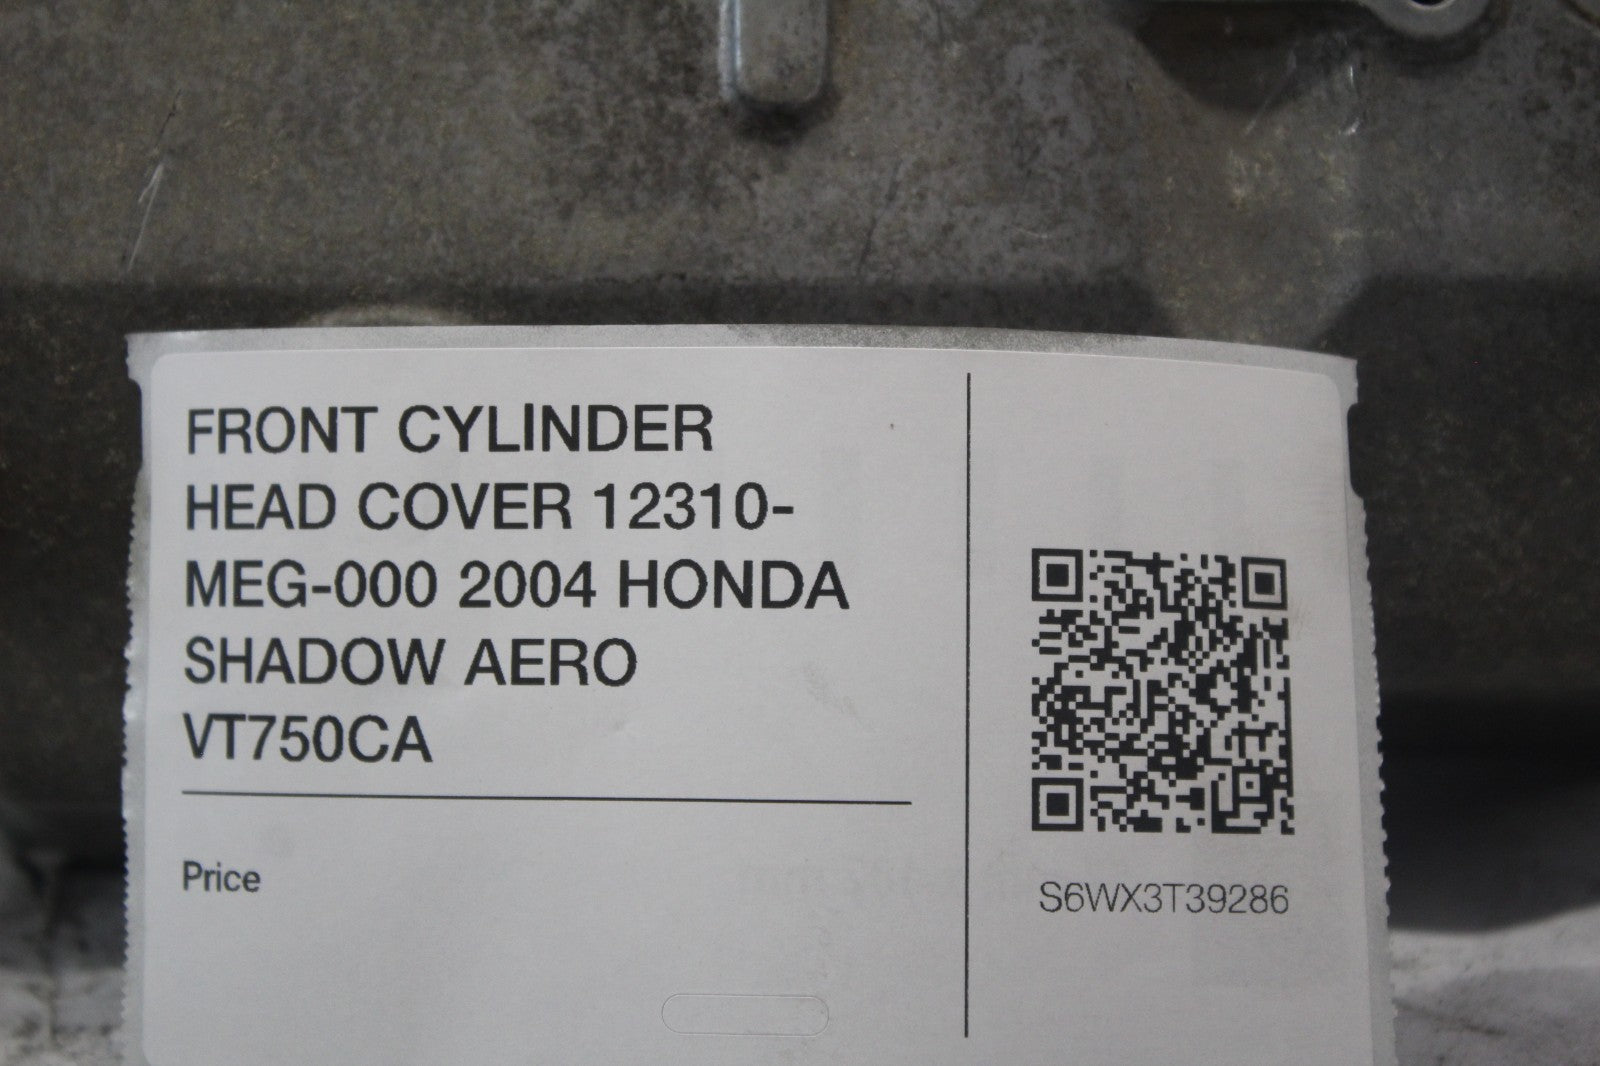 FRONT CYLINDER
HEAD COVER 12310-
MEG-000 2004 HONDA
SHADOW AERO
VT750CA
Price
S6WX3T39286